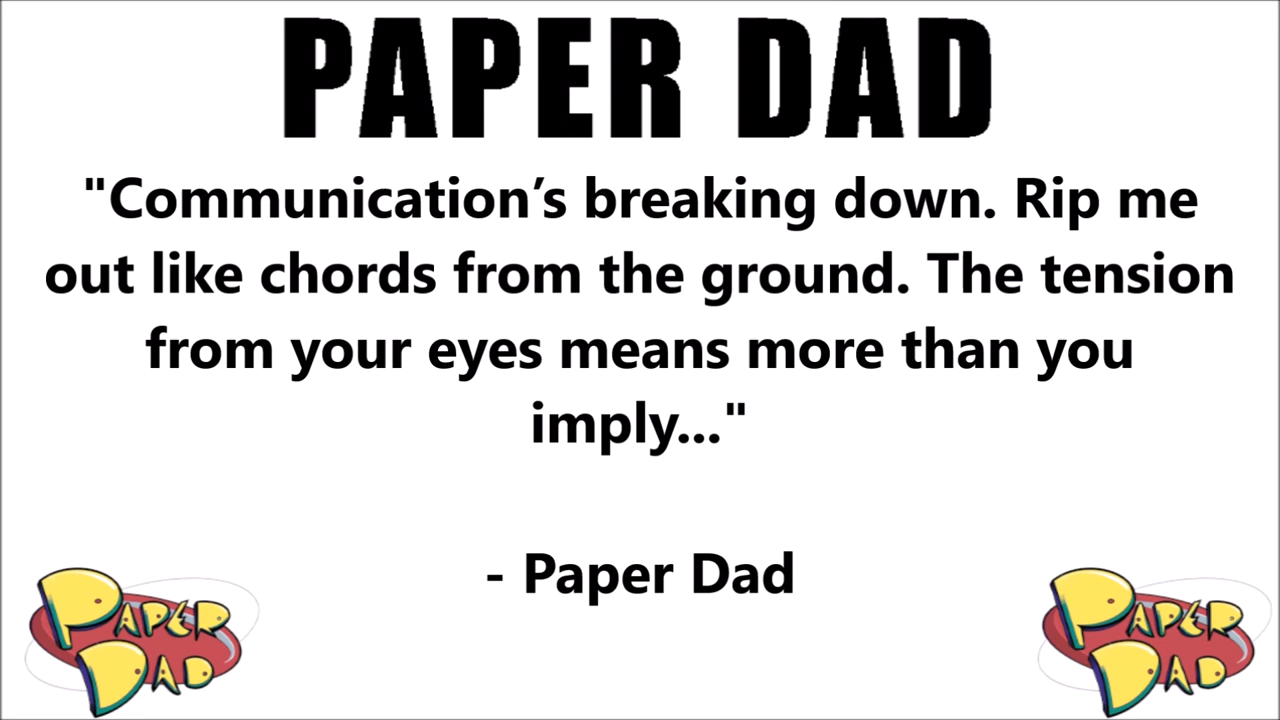 PAPER DAD
"Communication’s breaking down. Rip me
out like chords from the ground. The tension
from your eyes means more than you
imply..."
- Paper Dad
PAPER
DAD
PAPER
DAD